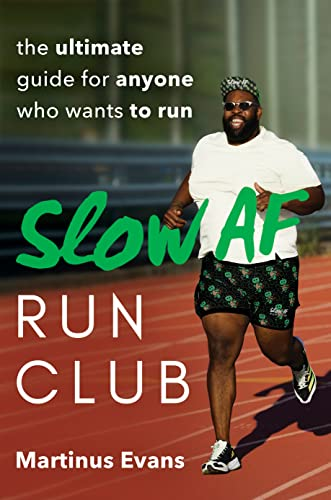 the ultimate
guide for anyone
who wants to run
Slow AF
RUN
CLUB
Martinus Evans